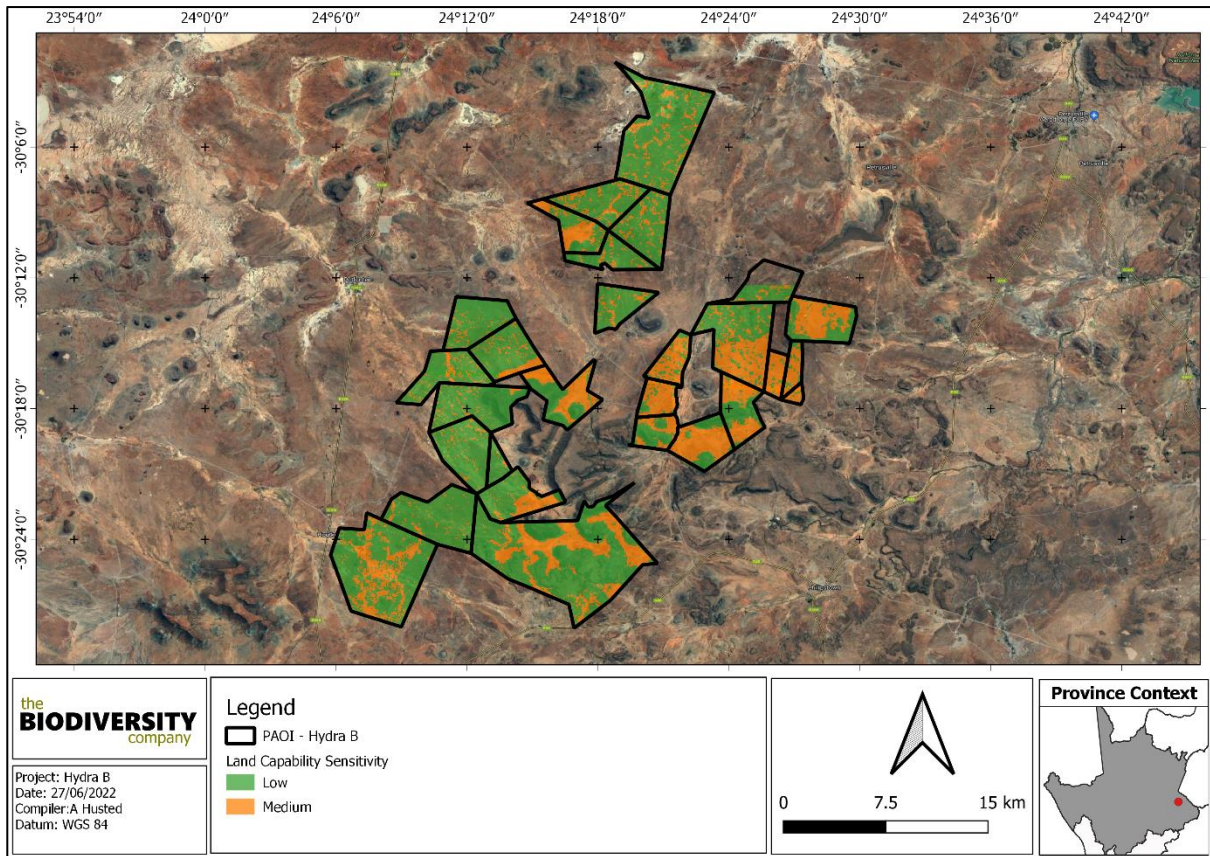 23°54′0″ 24°0′0″ 24°6′0″ 24°12′0″ 24°18′0″ 24°24′0″ 24°30′0″ 24°36′0″ 24°42′0″
-30°6′0″
-30°12′0″
-30°18′0″
-30°24′0″
Petrusville
the
BIODIVERSITY
company
Project: Hydra B
Date: 27/06/2022
Compiler:A Husted
Datum: WGS 84
Legend
PAOI - Hydra B
Land Capability Sensitivity
Low
Medium
0 7.5 15 km
Province Context